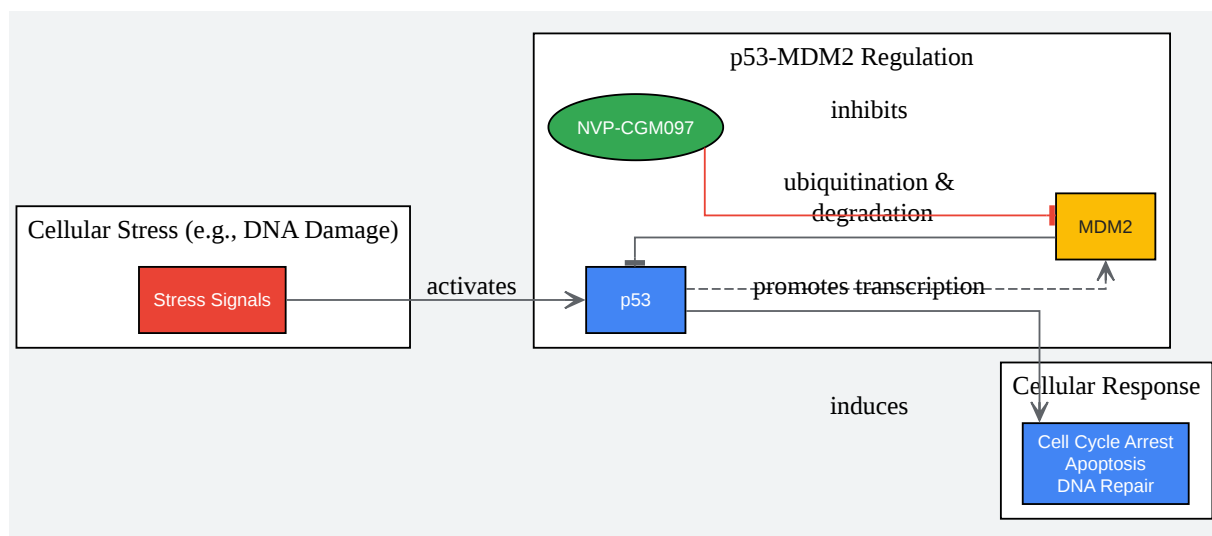 p53-MDM2 Regulation
inhibits
NVP-CGM097
ubiquitination &
degradation
MDM2
Cellular Stress (e.g., DNA Damage)
Stress Signals
activates
p53
promotes transcription
Cellular Response
induces
Cell Cycle Arrest
Apoptosis
DNA Repair